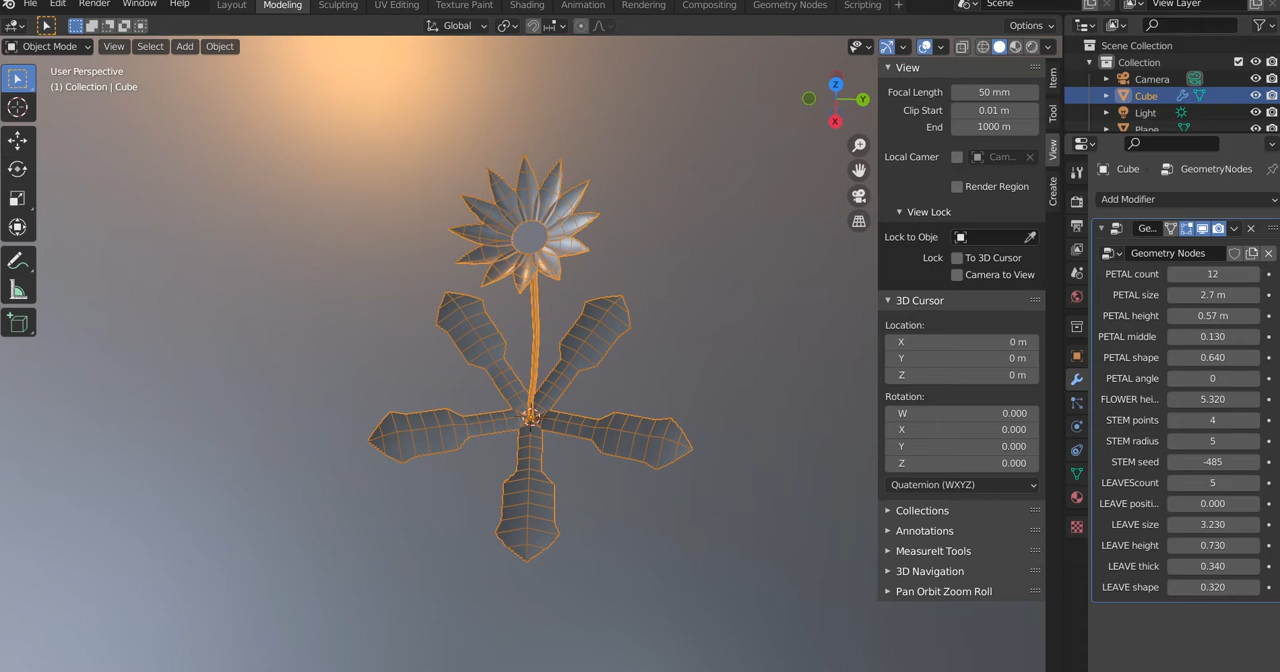 File Edit Render Window Help Layout Modeling Sculpting UV Editing Texture Paint Shading Animation Rendering Compositing Geometry Nodes Scripting + Scene View Layer
Global Options
Object Mode View Select Add Object
User Perspective
(1) Collection | Cube
Z
Y
X
View
Focal Length 50 mm
Clip Start 0.01 m
End 1000 m
Local Camer Cam...
Render Region
View Lock
Lock to Obje
Lock To 3D Cursor
Camera to View
3D Cursor
Location:
X 0 m
Y 0 m
Z 0 m
Rotation:
W 0.000
X 0.000
Y 0.000
Z 0.000
Quaternion (WXYZ)
Collections
Annotations
MeasureIt Tools
3D Navigation
Pan Orbit Zoom Roll
Item
Tool
View
Create
Scene Collection
Collection
Camera
Cube
Light
Plane
Cube GeometryNodes
Add Modifier
Ge...
Geometry Nodes
PETAL count 12
PETAL size 2.7 m
PETAL height 0.57 m
PETAL middle 0.130
PETAL shape 0.640
PETAL angle 0
FLOWER hei... 5.320
STEM points 4
STEM radius 5
STEM seed -485
LEAVEScount 5
LEAVE positi... 0.000
LEAVE size 3.230
LEAVE height 0.730
LEAVE thick 0.340
LEAVE shape 0.320